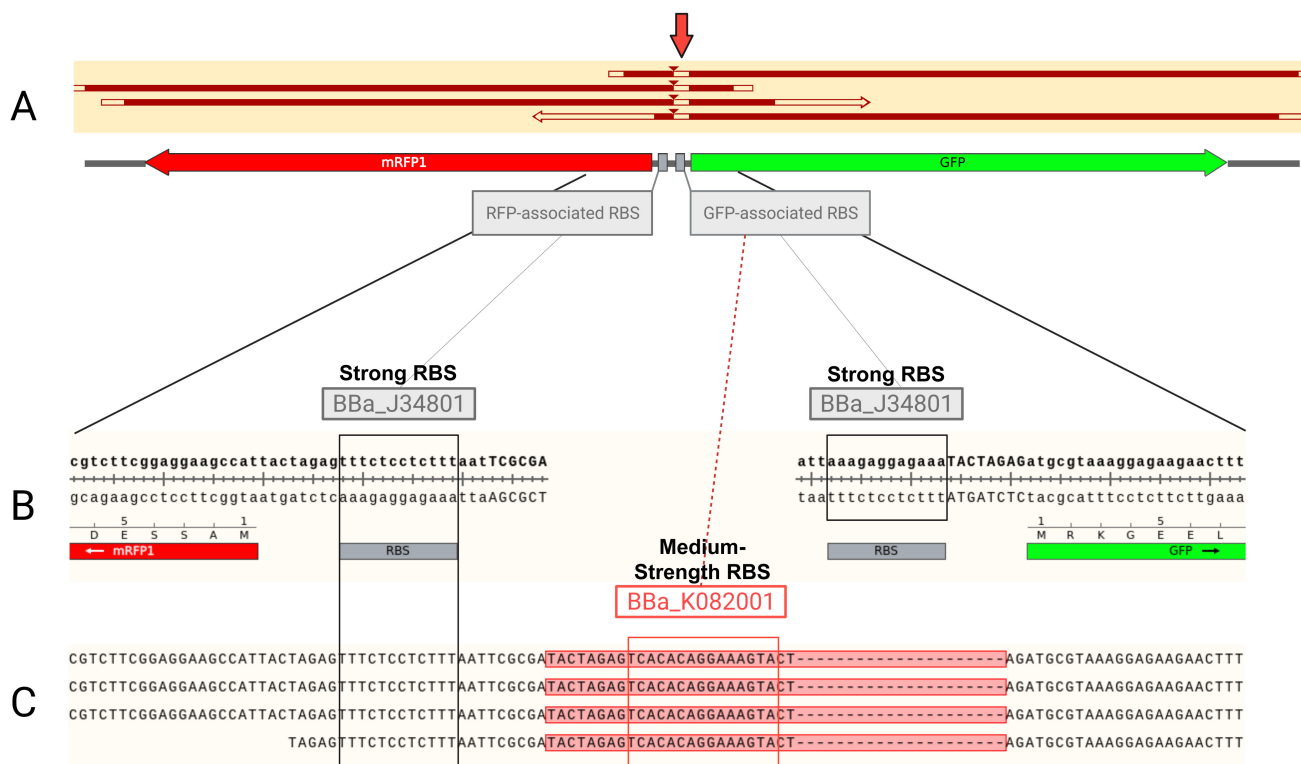 A
mRFP1
GFP
RFP-associated RBS
GFP-associated RBS
Strong RBS
BBa_J34801
Strong RBS
BBa_J34801
B
cgtcttcggaggaagccattactagagtttctcctctttaatTCGCGA
attaaagaggagaaaTACTAGAGatgcgtaaaggagaagaacttt
gcagaagcctccttcggtaatgatctcaaagaggagaaattaAGCGCT
taatttctcctctttATGATCTCtacgcatttcctcttcttgaaa
5 1
D E S S A M
1 5
M R K G E E L
mRFP1
RBS
RBS
GFP
Medium-
Strength RBS
BBa_K082001
C
CGTCTTCGGAGGAAGCCATTACTAGAGTTTCTCCTCTTTAATTCGCGATACTAGAGTCACACAGGAAAGTACT---------------------AGATGCGTAAAGGAGAAGAACTTT
CGTCTTCGGAGGAAGCCATTACTAGAGTTTCTCCTCTTTAATTCGCGATACTAGAGTCACACAGGAAAGTACT---------------------AGATGCGTAAAGGAGAAGAACTTT
CGTCTTCGGAGGAAGCCATTACTAGAGTTTCTCCTCTTTAATTCGCGATACTAGAGTCACACAGGAAAGTACT---------------------AGATGCGTAAAGGAGAAGAACTTT
TAGAGTTTCTCCTCTTTAATTCGCGATACTAGAGTCACACAGGAAAGTACT---------------------AGATGCGTAAAGGAGAAGAACTTT